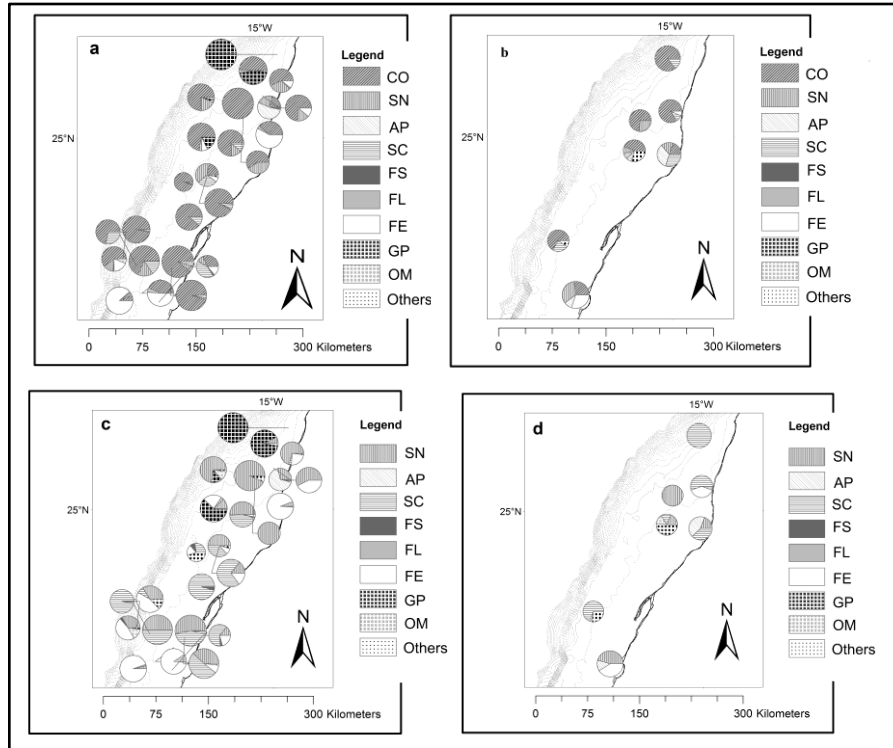 15°W
a
25°N
Legend
CO
SN
AP
SC
FS
FL
FE
GP
OM
Others
N
0 75 150 300 Kilometers
15°W
b
25°N
Legend
CO
SN
AP
SC
FS
FL
FE
GP
OM
Others
N
0 75 150 300 Kilometers
15°W
c
25°N
Legend
SN
AP
SC
FS
FL
FE
GP
OM
Others
N
0 75 150 300 Kilometers
15°W
d
25°N
Legend
SN
AP
SC
FS
FL
FE
GP
OM
Others
N
0 75 150 300 Kilometers